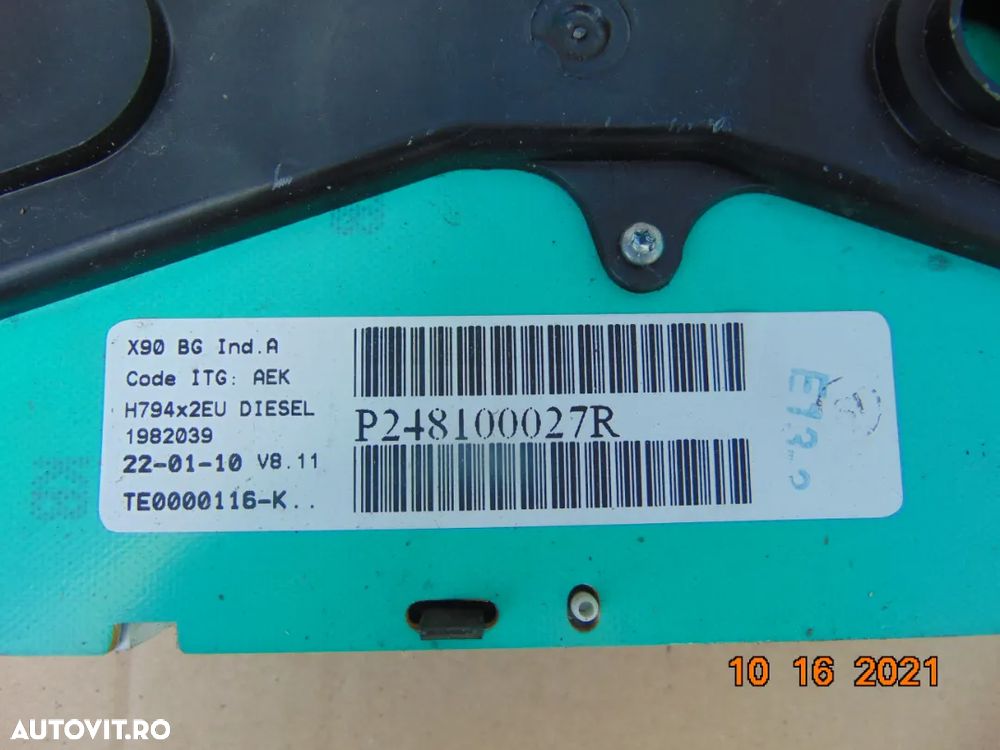 X90 BG Ind.A
Code ITG: AEK
H794x2EU DIESEL
1982039
22-01-10 V8.11
TE0000116-K..
P248100027R
10 16 2021
AUTOVIT.RO